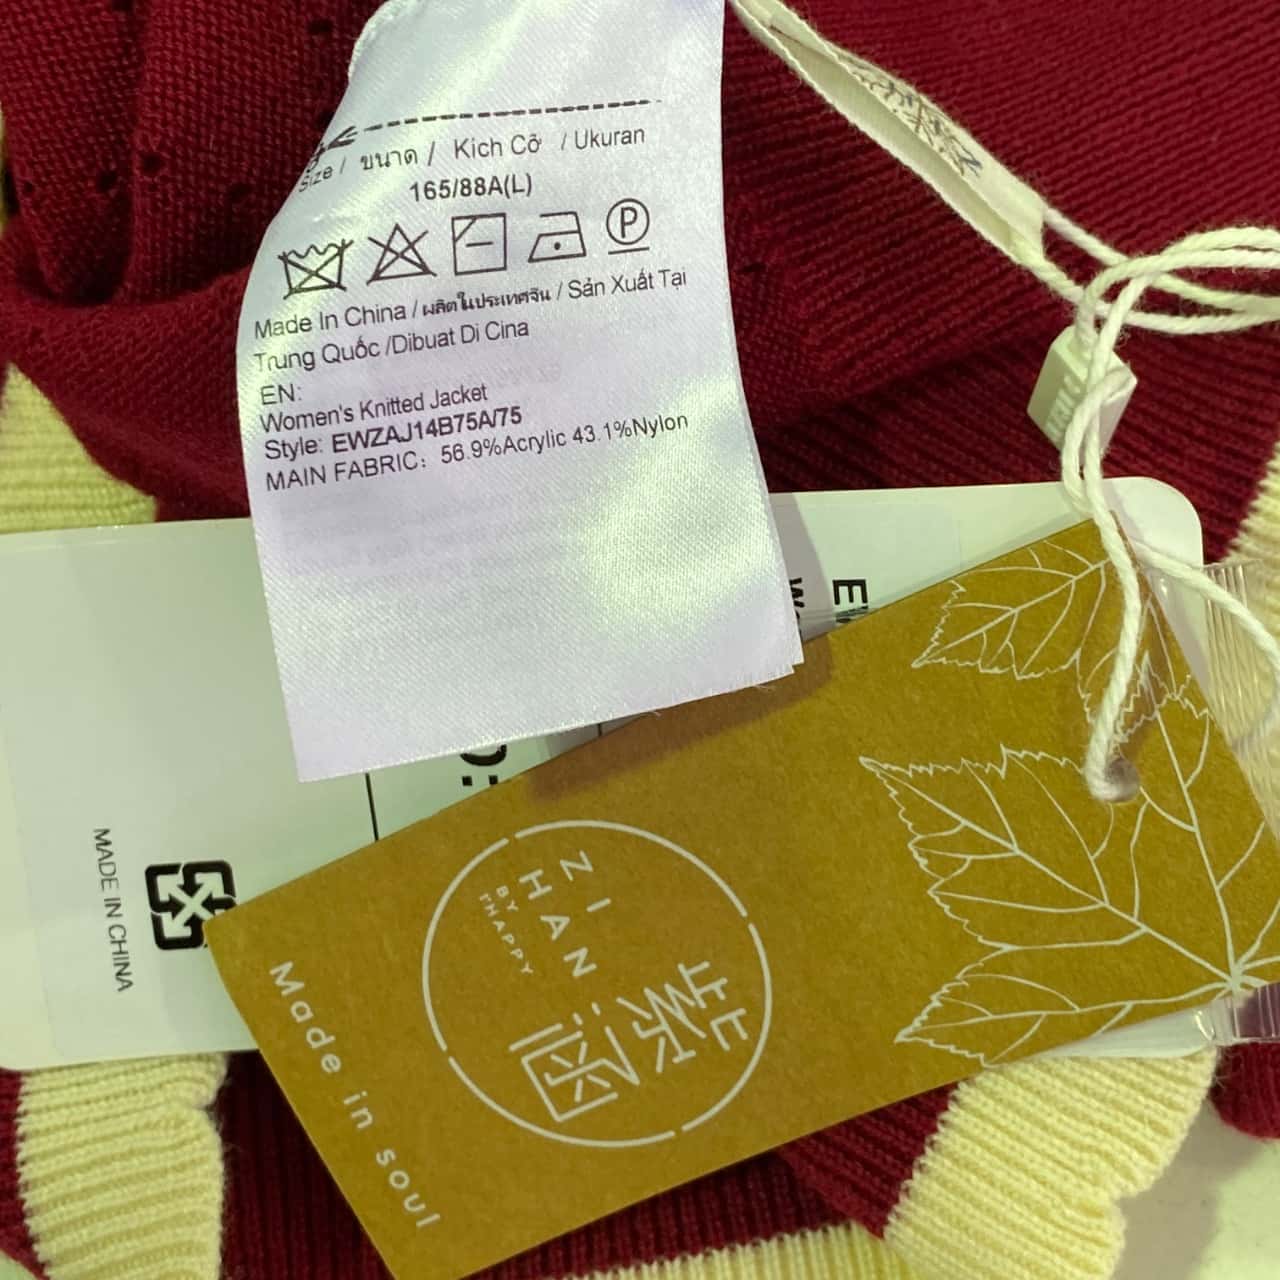 Size / ขนาด / Kích Cỡ / Ukuran
165/88A(L)
P
Made In China / ผลิตในประเทศจีน / Sản Xuất Tại
Trung Quốc /Dibuat Di Cina
EN:
Women's Knitted Jacket
Style: EWZAJ14B75A/75
MAIN FABRIC: 56.9%Acrylic 43.1%Nylon
MADE IN CHINA
ZI
HAN
BY
rHAPPY
紫涵
Made in soul